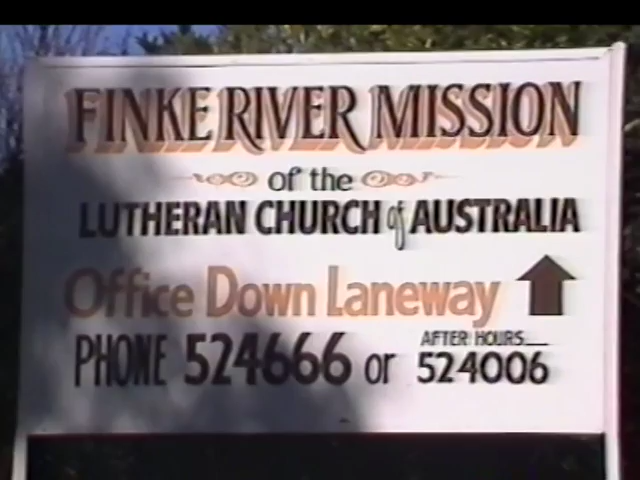 FINKE RIVER MISSION
of the
LUTHERAN CHURCH of AUSTRALIA
Office Down Laneway
AFTER HOURS
PHONE 524666 or 524006